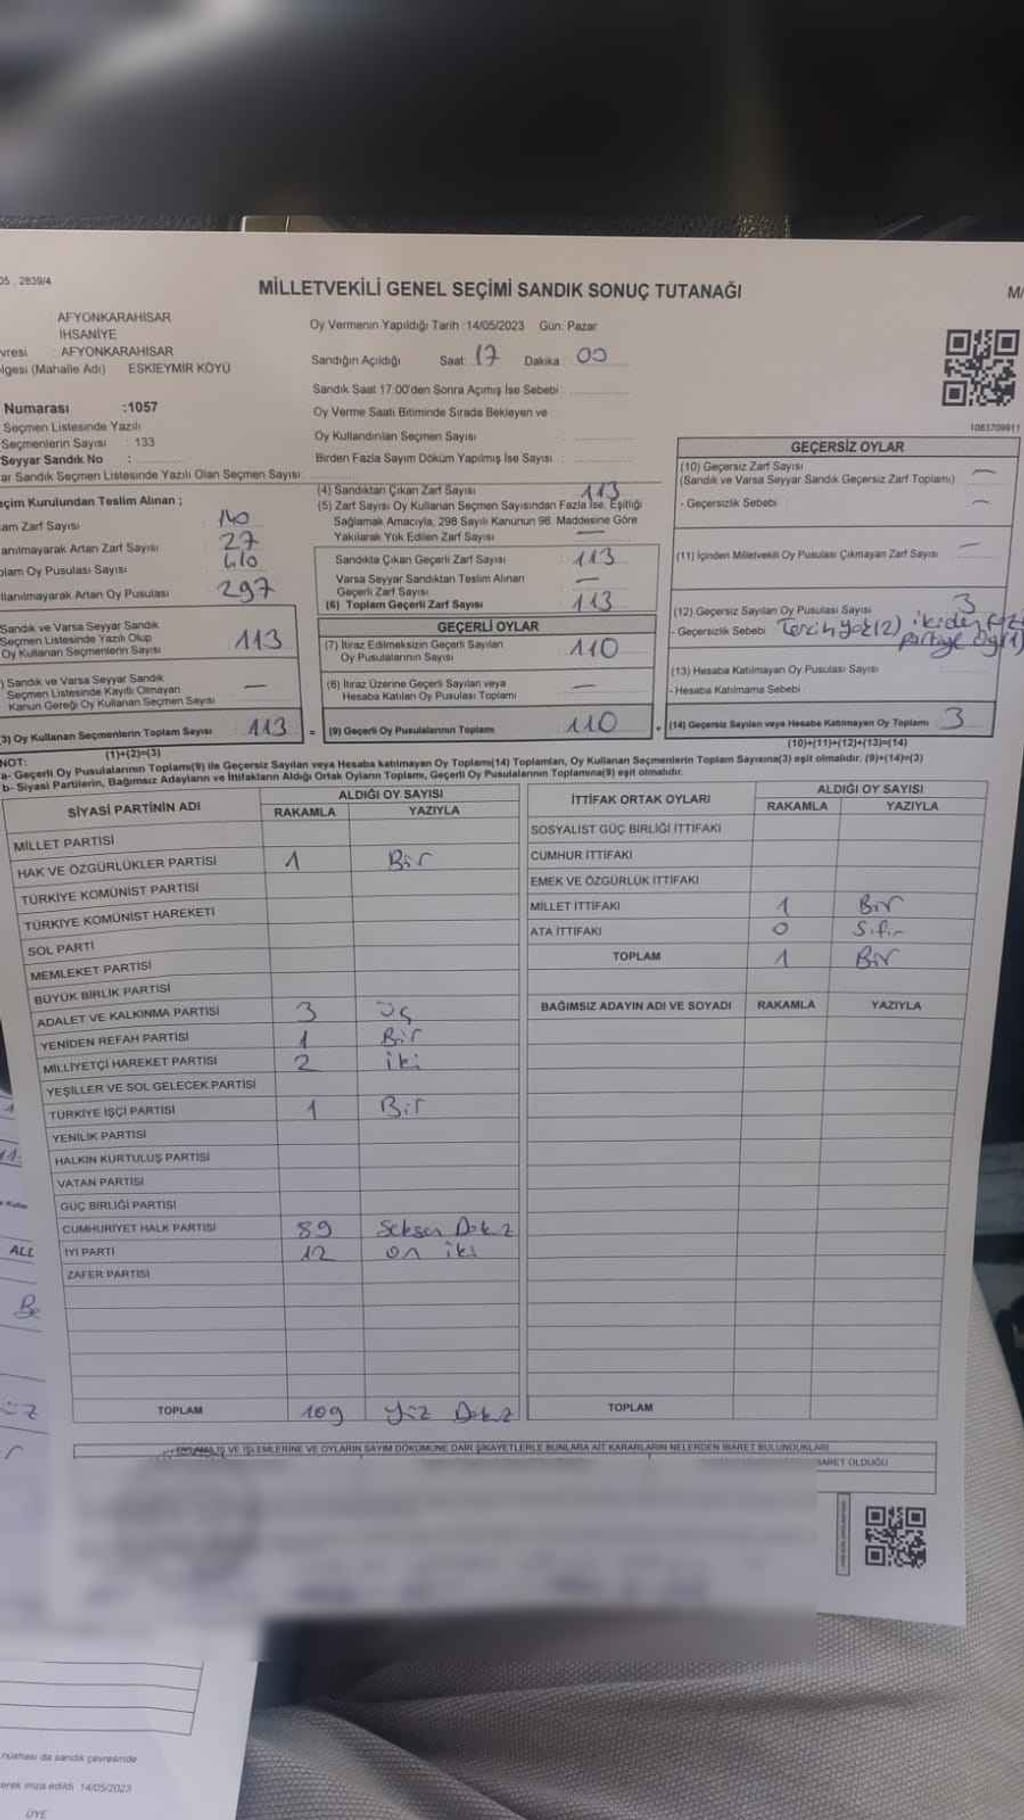 05 . 2839/4
MİLLETVEKİLİ GENEL SEÇİMİ SANDIK SONUÇ TUTANAĞI
AFYONKARAHISAR
IHSANİYE
AFYONKARAHISAR
lgesi (Mahalle Adı) ESKİEYMİR KÖYÜ
Numarası :1057
Seçmen Listesinde Yazılı
Seçmenlerin Sayısı : 133
Seyyar Sandık No :
ar Sandık Seçmen Listesinde Yazılı Olan Seçmen Sayısı
Oy Vermenin Yapıldığı Tarih :14/05/2023 Gün: Pazar
Sandığın Açıldığı Saat: 17 Dakika: 00
Sandık Saat 17.00'den Sonra Açımış İse Sebebi :
Oy Verme Saati Bitiminde Sırada Bekleyen ve
Oy Kullandırılan Seçmen Sayısı
Birden Fazla Sayım Döküm Yapılmış İse Sayısı :
1063709911
çim Kurulundan Teslim Alınan ;
am Zarf Sayısı 140
anılmayarak Artan Zarf Sayısı 27
plam Oy Pusulası Sayısı 410
llanılmayarak Artan Oy Pusulası 297
Sandık ve Varsa Seyyar Sandık
Seçmen Listesinde Yazılı Olup
Oy Kullanan Seçmenlerin Sayısı 113
) Sandık ve Varsa Seyyar Sandık
Seçmen Listesinde Kayıtlı Olmayan
Kanun Gereği Oy Kullanan Seçmen Sayısı —
3) Oy Kullanan Seçmenlerin Toplam Sayısı 113
(1)+(2)=(3)
(4) Sandıktan Çıkan Zarf Sayısı 113
(5) Zarf Sayısı Oy Kullanan Seçmen Sayısından Fazla İse, Eşitliği
Sağlamak Amacıyla, 298 Sayılı Kanunun 98. Maddesine Göre
Yakılarak Yok Edilen Zarf Sayısı —
Sandıkta Çıkan Geçerli Zarf Sayısı : 113
Varsa Seyyar Sandıktan Teslim Alınan
Geçerli Zarf Sayısı —
(6) Toplam Geçerli Zarf Sayısı : 113
GEÇERLİ OYLAR
(7) İtiraz Edilmeksizin Geçerli Sayılan
Oy Pusulalarının Sayısı 110
(8) İtiraz Üzerine Geçerli Sayılan veya
Hesaba Katılan Oy Pusulası Toplamı —
= (9) Geçerli Oy Pusulalarının Toplamı 110
GEÇERSİZ OYLAR
(10) Geçersiz Zarf Sayısı —
(Sandık ve Varsa Seyyar Sandık Geçersiz Zarf Toplamı)
- Geçersizlik Sebebi —
(11) İçinden Milletvekili Oy Pusulası Çıkmayan Zarf Sayısı —
(12) Geçersiz Sayılan Oy Pusulası Sayısı 3
- Geçersizlik Sebebi Tercih yok(2) ikiden
partiye oy(1)
(13) Hesaba Katılmayan Oy Pusulası Sayısı
- Hesaba Katılmama Sebebi
+ (14) Geçersiz Sayılan veya Hesaba Katılmayan Oy Toplamı 3
(10)+(11)+(12)+(13)=(14)
NOT:
a- Geçerli Oy Pusulalarının Toplamı(9) ile Geçersiz Sayılan veya Hesaba katılmayan Oy Toplamı(14) Toplamları, Oy Kullanan Seçmenlerin Toplam Sayısına(3) eşit olmalıdır. (9)+(14)=(3)
b- Siyasi Partilerin, Bağımsız Adayların ve İttifakların Aldığı Ortak Oyların Toplamı, Geçerli Oy Pusulalarının Toplamına(9) eşit olmalıdır.
SİYASİ PARTİNİN ADI ALDIĞI OY SAYISI
RAKAMLA YAZIYLA
MİLLET PARTİSİ
HAK VE ÖZGÜRLÜKLER PARTİSİ 1 Bir
TÜRKİYE KOMÜNİST PARTİSİ
TÜRKİYE KOMÜNİST HAREKETİ
SOL PARTİ
MEMLEKET PARTİSİ
BÜYÜK BİRLİK PARTİSİ
ADALET VE KALKINMA PARTİSİ 3 üç
YENİDEN REFAH PARTİSİ 1 Bir
MİLLİYETÇİ HAREKET PARTİSİ 2 iki
YEŞİLLER VE SOL GELECEK PARTİSİ
TÜRKİYE İŞÇİ PARTİSİ 1 Bir
YENİLİK PARTİSİ
HALKIN KURTULUŞ PARTİSİ
VATAN PARTİSİ
GÜÇ BİRLİĞİ PARTİSİ
CUMHURİYET HALK PARTİSİ 89 Seksen Dokuz
İYİ PARTİ 12 on iki
ZAFER PARTİSİ
TOPLAM 109 Yüz Dokuz
İTTİFAK ORTAK OYLARI ALDIĞI OY SAYISI
RAKAMLA YAZIYLA
SOSYALİST GÜÇ BİRLİĞİ İTTİFAKI
CUMHUR İTTİFAKI
EMEK VE ÖZGÜRLÜK İTTİFAKI
MİLLET İTTİFAKI 1 Bir
ATA İTTİFAKI 0 Sıfır
TOPLAM 1 Bir
BAĞIMSIZ ADAYIN ADI VE SOYADI RAKAMLA YAZIYLA
TOPLAM
VE İŞLEMLERİNE VE OYLARIN SAYIM DÖKÜMÜNE DAİR ŞİKAYETLERLE BUNLARA AİT KARARLARIN NELERDEN İBARET BULUNDUKLARI
OLDUĞU
nüshası da sandık çevresinde
erek imza edildi 14/05/2023
ÜYE